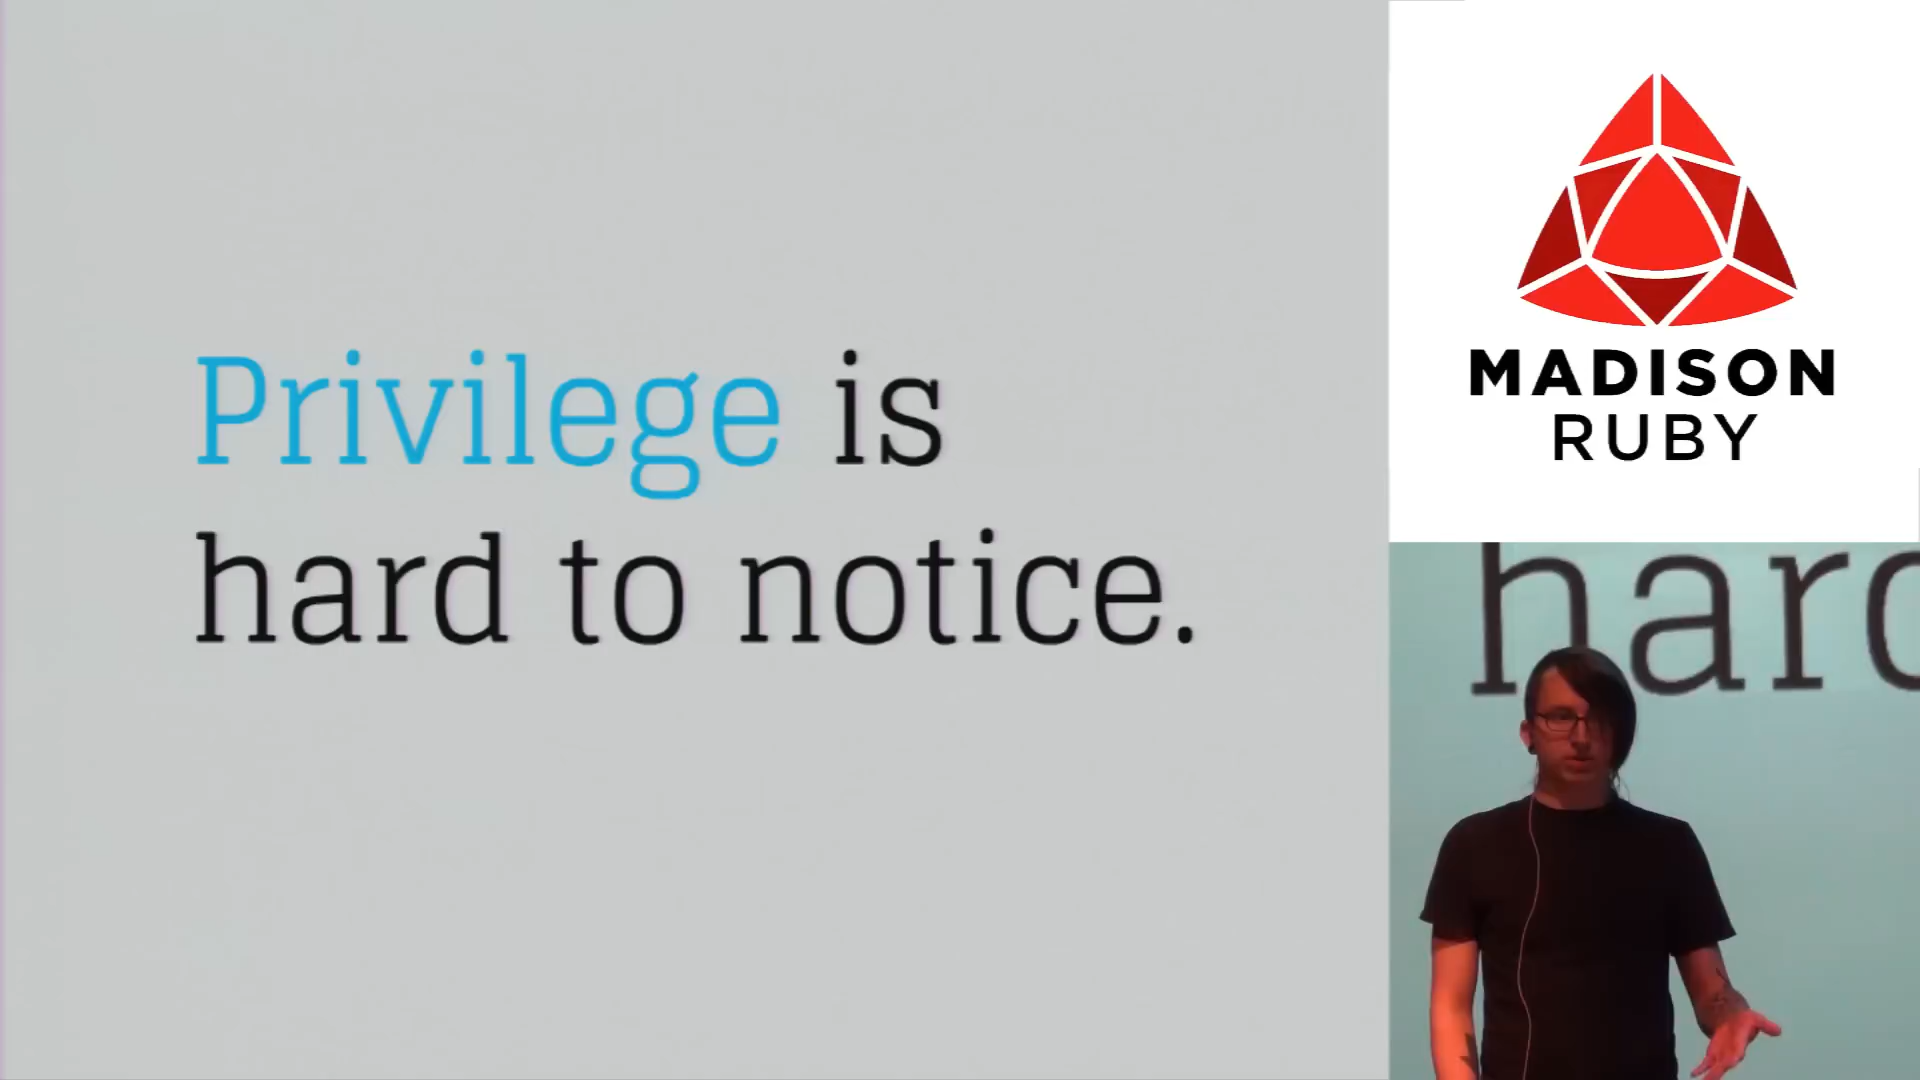 Privilege is
hard to notice.
MADISON
RUBY
hard